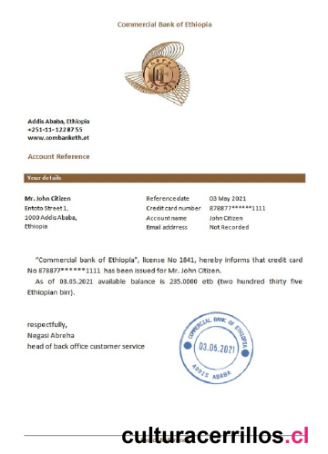 Commercial Bank of Ethiopia
Addis Ababa, Ethiopia
+251-11-1228755
www.combanketh.et
Account Reference
Your details
Mr. John Citizen
Entoto Street 1,
1000 Addis Ababa,
Ethiopia
Reference date 03 May 2021
Credit card number 878877******1111
Account name John Citizen
Email addrress Not Recorded
"Commercial bank of Ethiopia", license No 1841, hereby informs that credit card
No 878877******1111 has been issued for Mr. John Citizen.
As of 03.05.2021 available balance is 235.0000 etb (two hundred thirty five
Ethiopian birr).
respectfully,
Negasi Abreha
head of back office customer service
COMMERCIAL BANK OF ETHIOPIA
03.05.2021
ADDIS ABABA
culturacerrillos.cl